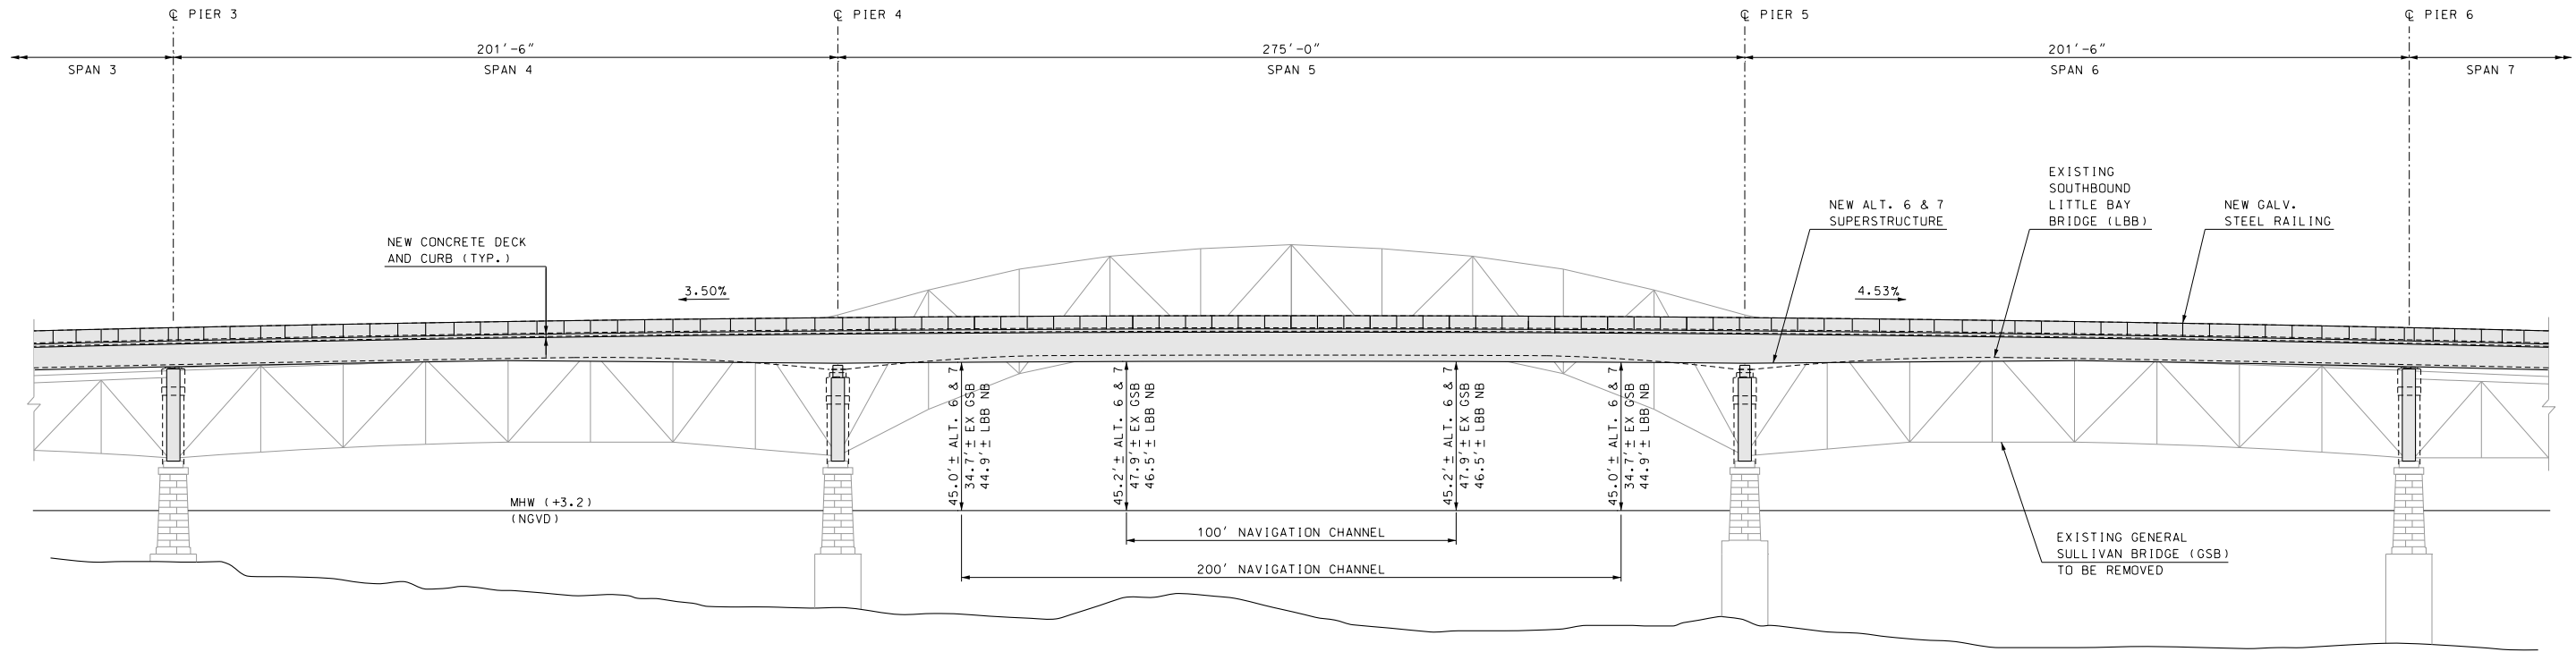 ℄ PIER 3
℄ PIER 4
℄ PIER 5
℄ PIER 6
201'-6"
275'-0"
201'-6"
SPAN 3
SPAN 4
SPAN 5
SPAN 6
SPAN 7
EXISTING
SOUTHBOUND
LITTLE BAY
BRIDGE (LBB)
NEW ALT. 6 & 7
SUPERSTRUCTURE
NEW GALV.
STEEL RAILING
NEW CONCRETE DECK
AND CURB (TYP.)
3.50%
4.53%
45.0'± ALT. 6 & 7
34.7'± EX GSB
44.9'± LBB NB
45.2'± ALT. 6 & 7
47.9'± EX GSB
46.5'± LBB NB
45.2'± ALT. 6 & 7
47.9'± EX GSB
46.5'± LBB NB
45.0'± ALT. 6 & 7
34.7'± EX GSB
44.9'± LBB NB
MHW (+3.2)
(NGVD)
100' NAVIGATION CHANNEL
200' NAVIGATION CHANNEL
EXISTING GENERAL
SULLIVAN BRIDGE (GSB)
TO BE REMOVED